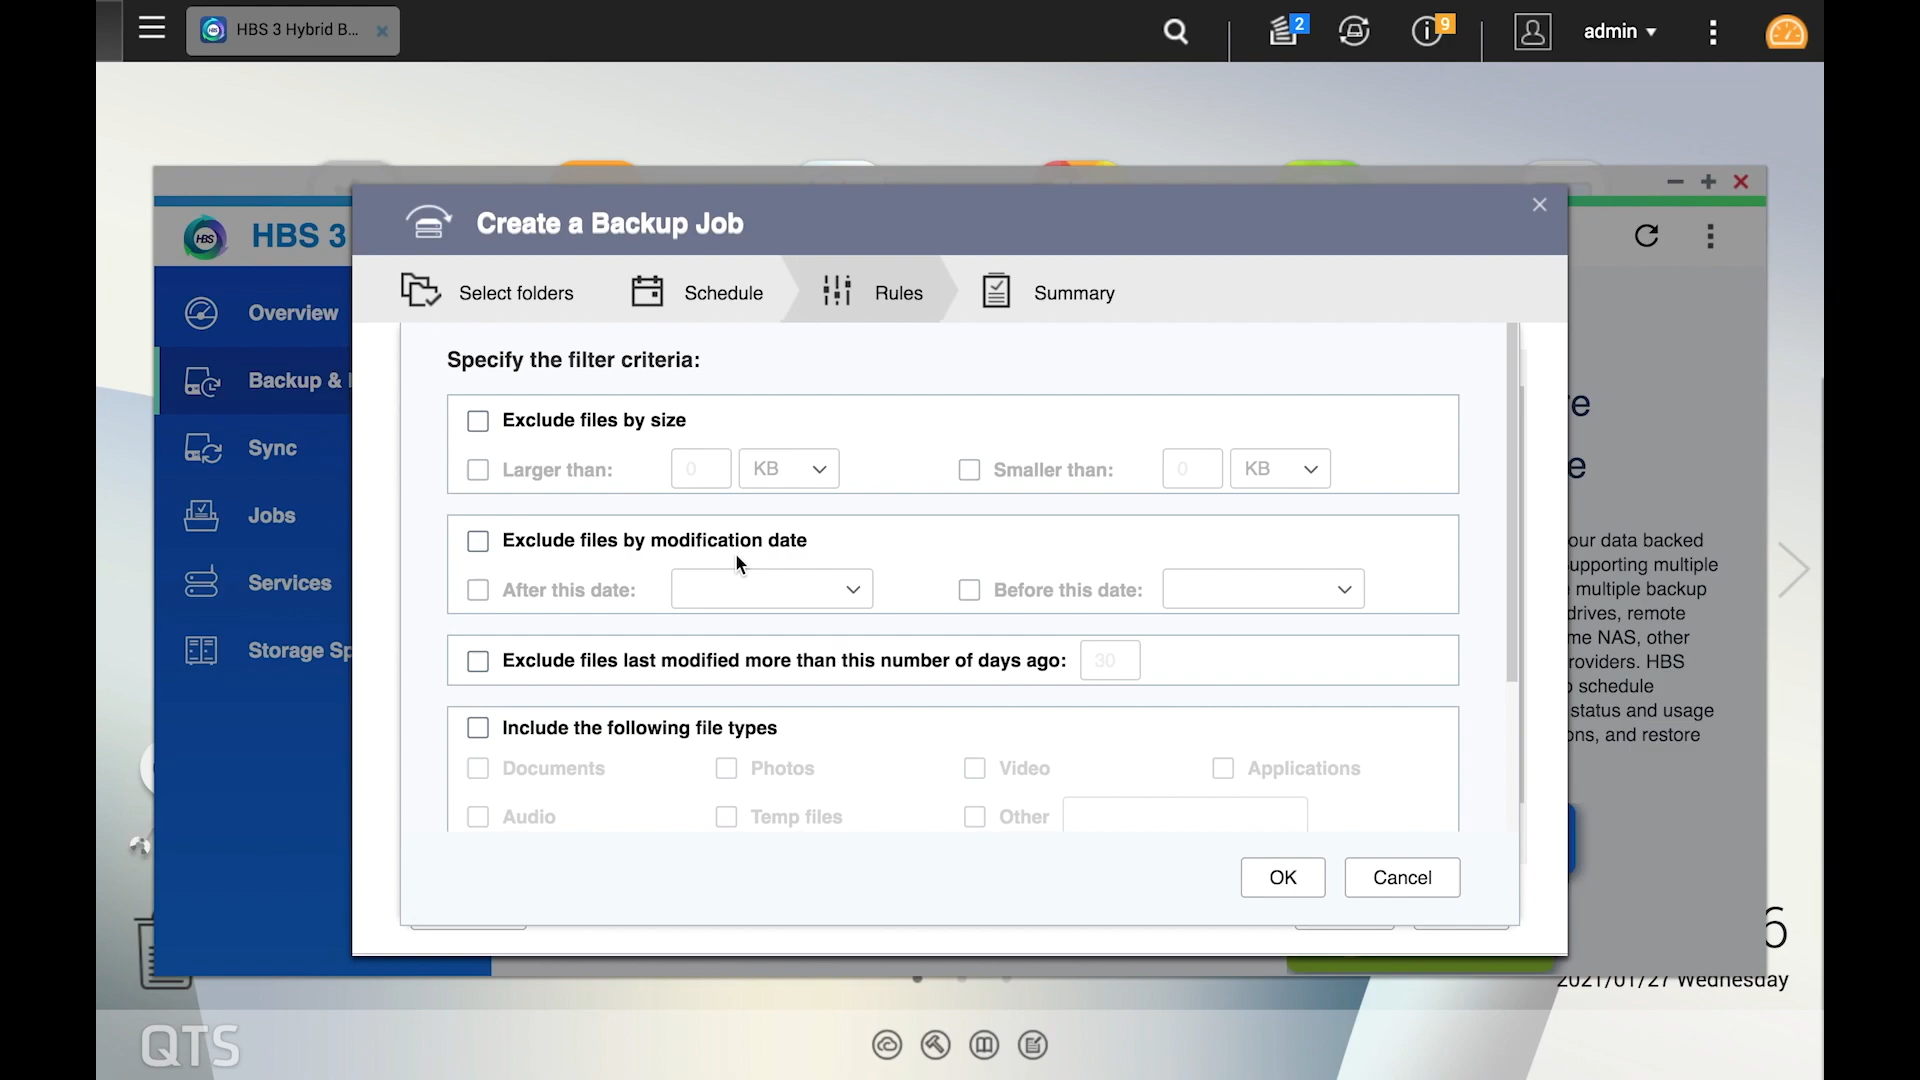 HBS 3 Hybrid B...
2
9
admin
HBS 3
Create a Backup Job
Select folders
Schedule
Rules
Summary
Overview
Backup &
Sync
Jobs
Services
Storage Sp
Specify the filter criteria:
Exclude files by size
Larger than:
0
KB
Smaller than:
0
KB
Exclude files by modification date
After this date:
Before this date:
Exclude files last modified more than this number of days ago:
30
Include the following file types
Documents
Photos
Video
Applications
Audio
Temp files
Other
OK
Cancel
e
e
our data backed
upporting multiple
multiple backup
drives, remote
me NAS, other
roviders. HBS
schedule
status and usage
ons, and restore
6
2021/01/27 Wednesday
QTS